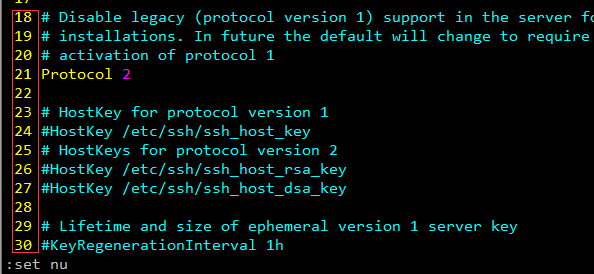 17
18 # Disable legacy (protocol version 1) support in the server fo
19 # installations. In future the default will change to require
20 # activation of protocol 1
21 Protocol 2
22
23 # HostKey for protocol version 1
24 #HostKey /etc/ssh/ssh_host_key
25 # HostKeys for protocol version 2
26 #HostKey /etc/ssh/ssh_host_rsa_key
27 #HostKey /etc/ssh/ssh_host_dsa_key
28
29 # Lifetime and size of ephemeral version 1 server key
30 #KeyRegenerationInterval 1h
:set nu